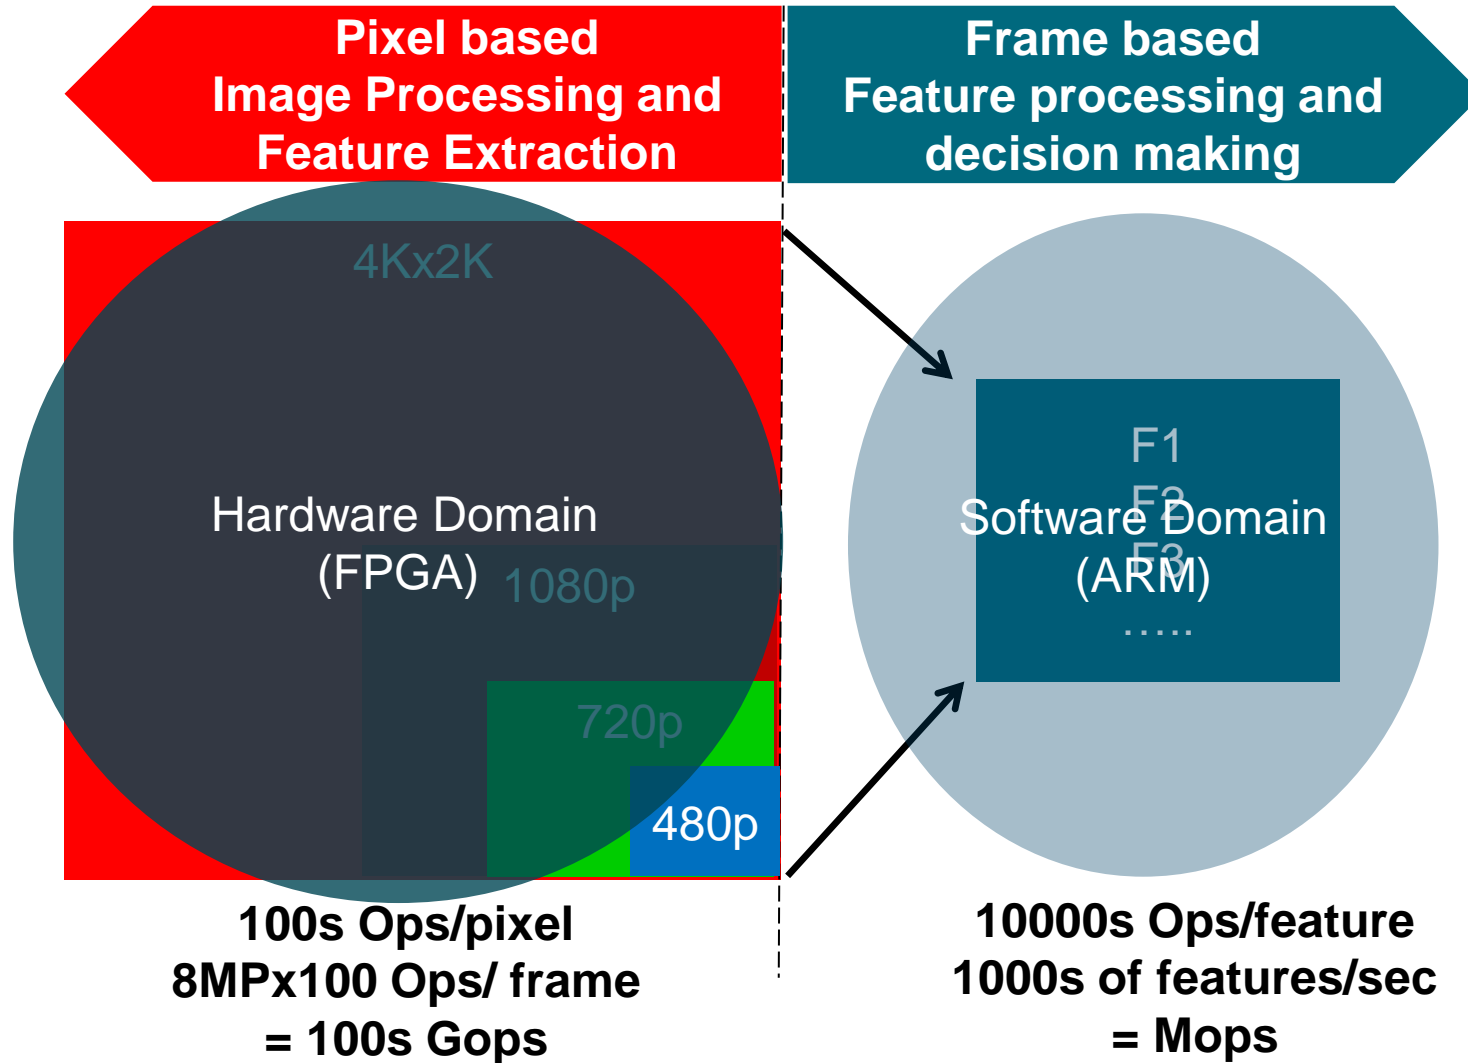 Pixel based
Image Processing and
Feature Extraction
Frame based
Feature processing and
decision making
4Kx2K
Hardware Domain
(FPGA)
1080p
720p
480p
F1
F2
F3
.....
Software Domain
(ARM)
100s Ops/pixel
8MPx100 Ops/ frame
= 100s Gops
10000s Ops/feature
1000s of features/sec
= Mops